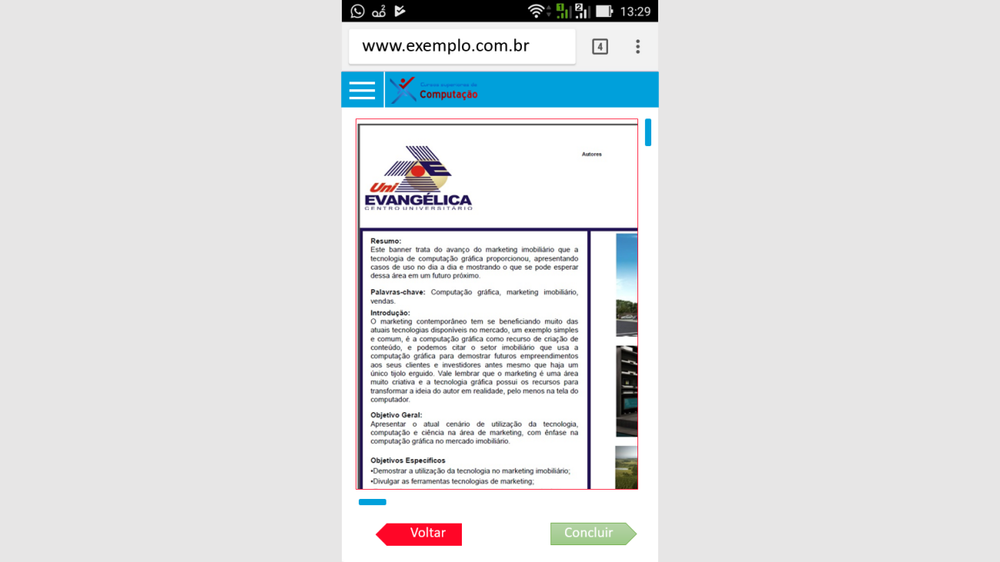 2
1
2
13:29
www.exemplo.com.br
4
Cursos superiores de
Computação
Autores
Uni
EVANGÉLICA
CENTRO UNIVERSITÁRIO
Resumo:
Este banner trata do avanço do marketing imobiliário que a
tecnologia de computação gráfica proporcionou, apresentando
casos de uso no dia a dia e mostrando o que se pode esperar
dessa área em um futuro próximo.
Palavras-chave: Computação gráfica, marketing imobiliário,
vendas.
Introdução:
O marketing contemporâneo tem se beneficiando muito das
atuais tecnologias disponíveis no mercado, um exemplo simples
e comum, é a computação gráfica como recurso de criação de
conteúdo, e podemos citar o setor imobiliário que usa a
computação gráfica para demostrar futuros empreendimentos
aos seus clientes e investidores antes mesmo que haja um
único tijolo erguido. Vale lembrar que o marketing é uma área
muito criativa e a tecnologia gráfica possui os recursos para
transformar a ideia do autor em realidade, pelo menos na tela do
computador.
Objetivo Geral:
Apresentar o atual cenário de utilização da tecnologia,
computação e ciência na área de marketing, com ênfase na
computação gráfica no mercado imobiliário.
Objetivos Específicos
•Demostrar a utilização da tecnologia no marketing imobiliário;
•Divulgar as ferramentas tecnologias de marketing;
Voltar
Concluir